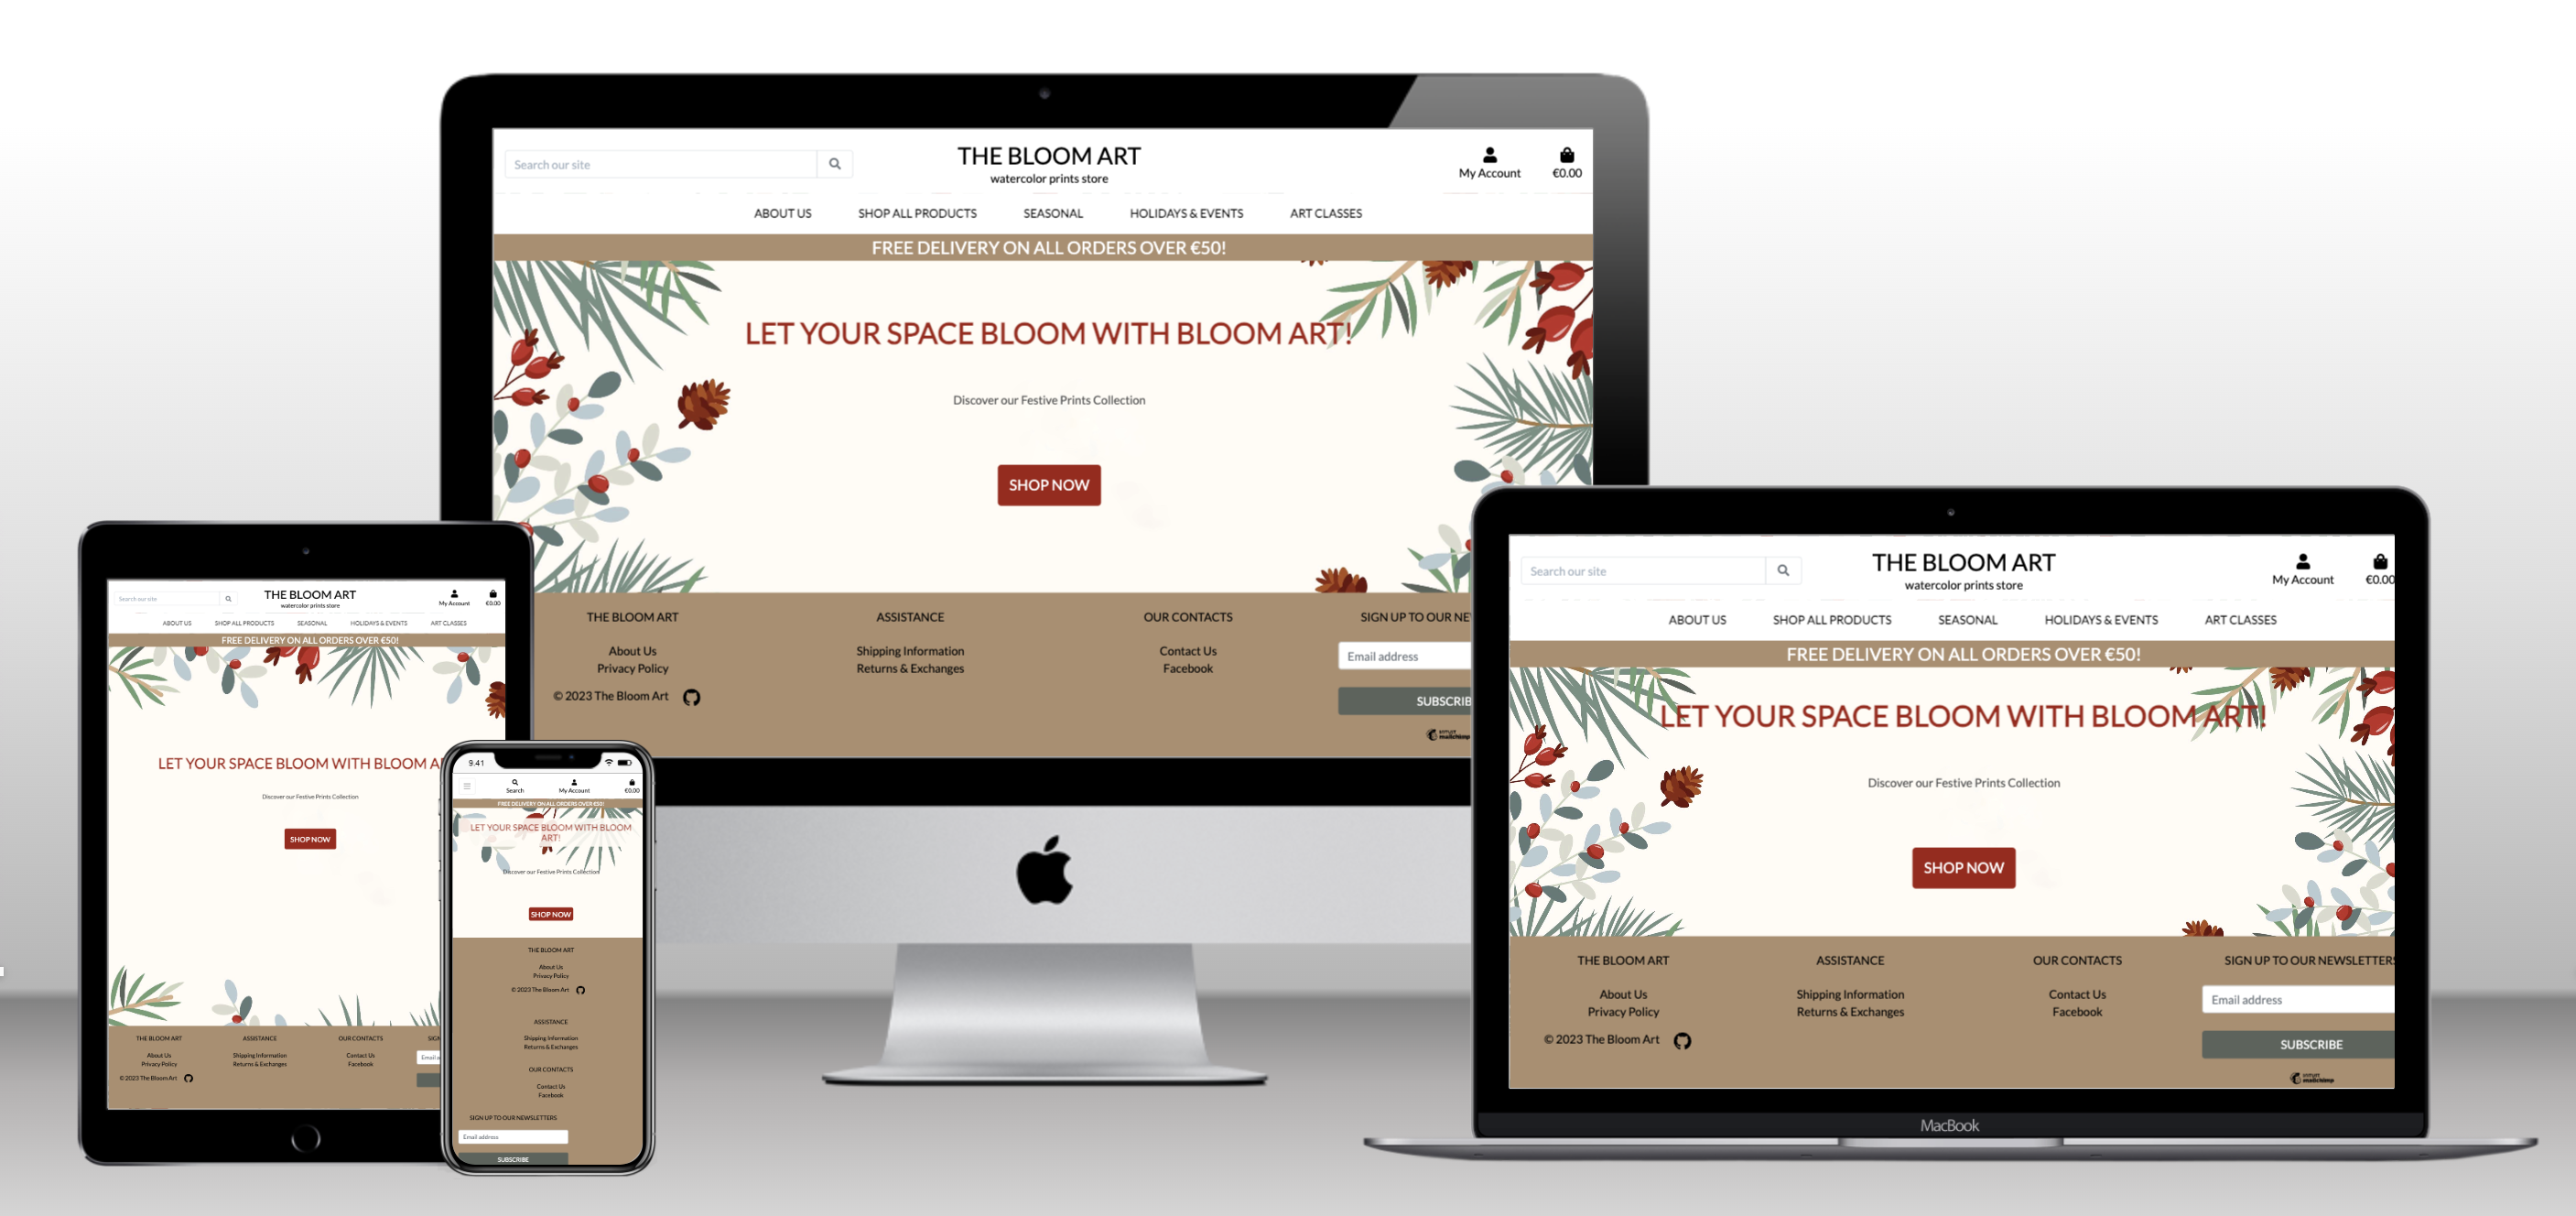 Search our site
THE BLOOM ART
watercolor prints store
My Account
€0.00
ABOUT US
SHOP ALL PRODUCTS
SEASONAL
HOLIDAYS & EVENTS
ART CLASSES
FREE DELIVERY ON ALL ORDERS OVER €50!
LET YOUR SPACE BLOOM WITH BLOOM ART!
Discover our Festive Prints Collection
SHOP NOW
THE BLOOM ART
About Us
Privacy Policy
© 2023 The Bloom Art
ASSISTANCE
Shipping Information
Returns & Exchanges
OUR CONTACTS
Contact Us
Facebook
SIGN UP TO OUR NE
Email address
SUBSCRIB
mailchimp
Search our site
THE BLOOM ART
watercolor prints store
My Account
€0.00
ABOUT US
SHOP ALL PRODUCTS
SEASONAL
HOLIDAYS & EVENTS
ART CLASSES
FREE DELIVERY ON ALL ORDERS OVER €50!
LET YOUR SPACE BLOOM WITH BLOOM A
Discover our Festive Prints Collection
SHOP NOW
THE BLOOM ART
About Us
Privacy Policy
© 2023 The Bloom Art
ASSISTANCE
Shipping Information
Returns & Exchanges
OUR CONTACTS
Contact Us
Facebook
SIGN
Email a
9.41
Search
My Account
€0.00
FREE DELIVERY ON ALL ORDERS OVER €50!
LET YOUR SPACE BLOOM WITH BLOOM
ART!
Discover our Festive Prints Collection
SHOP NOW
THE BLOOM ART
About Us
Privacy Policy
© 2023 The Bloom Art
ASSISTANCE
Shipping Information
Returns & Exchanges
OUR CONTACTS
Contact Us
Facebook
SIGN UP TO OUR NEWSLETTERS
Email address
SUBSCRIBE
Search our site
THE BLOOM ART
watercolor prints store
My Account
€0.00
ABOUT US
SHOP ALL PRODUCTS
SEASONAL
HOLIDAYS & EVENTS
ART CLASSES
FREE DELIVERY ON ALL ORDERS OVER €50!
LET YOUR SPACE BLOOM WITH BLOOM ART!
Discover our Festive Prints Collection
SHOP NOW
THE BLOOM ART
About Us
Privacy Policy
© 2023 The Bloom Art
ASSISTANCE
Shipping Information
Returns & Exchanges
OUR CONTACTS
Contact Us
Facebook
SIGN UP TO OUR NEWSLETTERS
Email address
SUBSCRIBE
mailchimp
MacBook